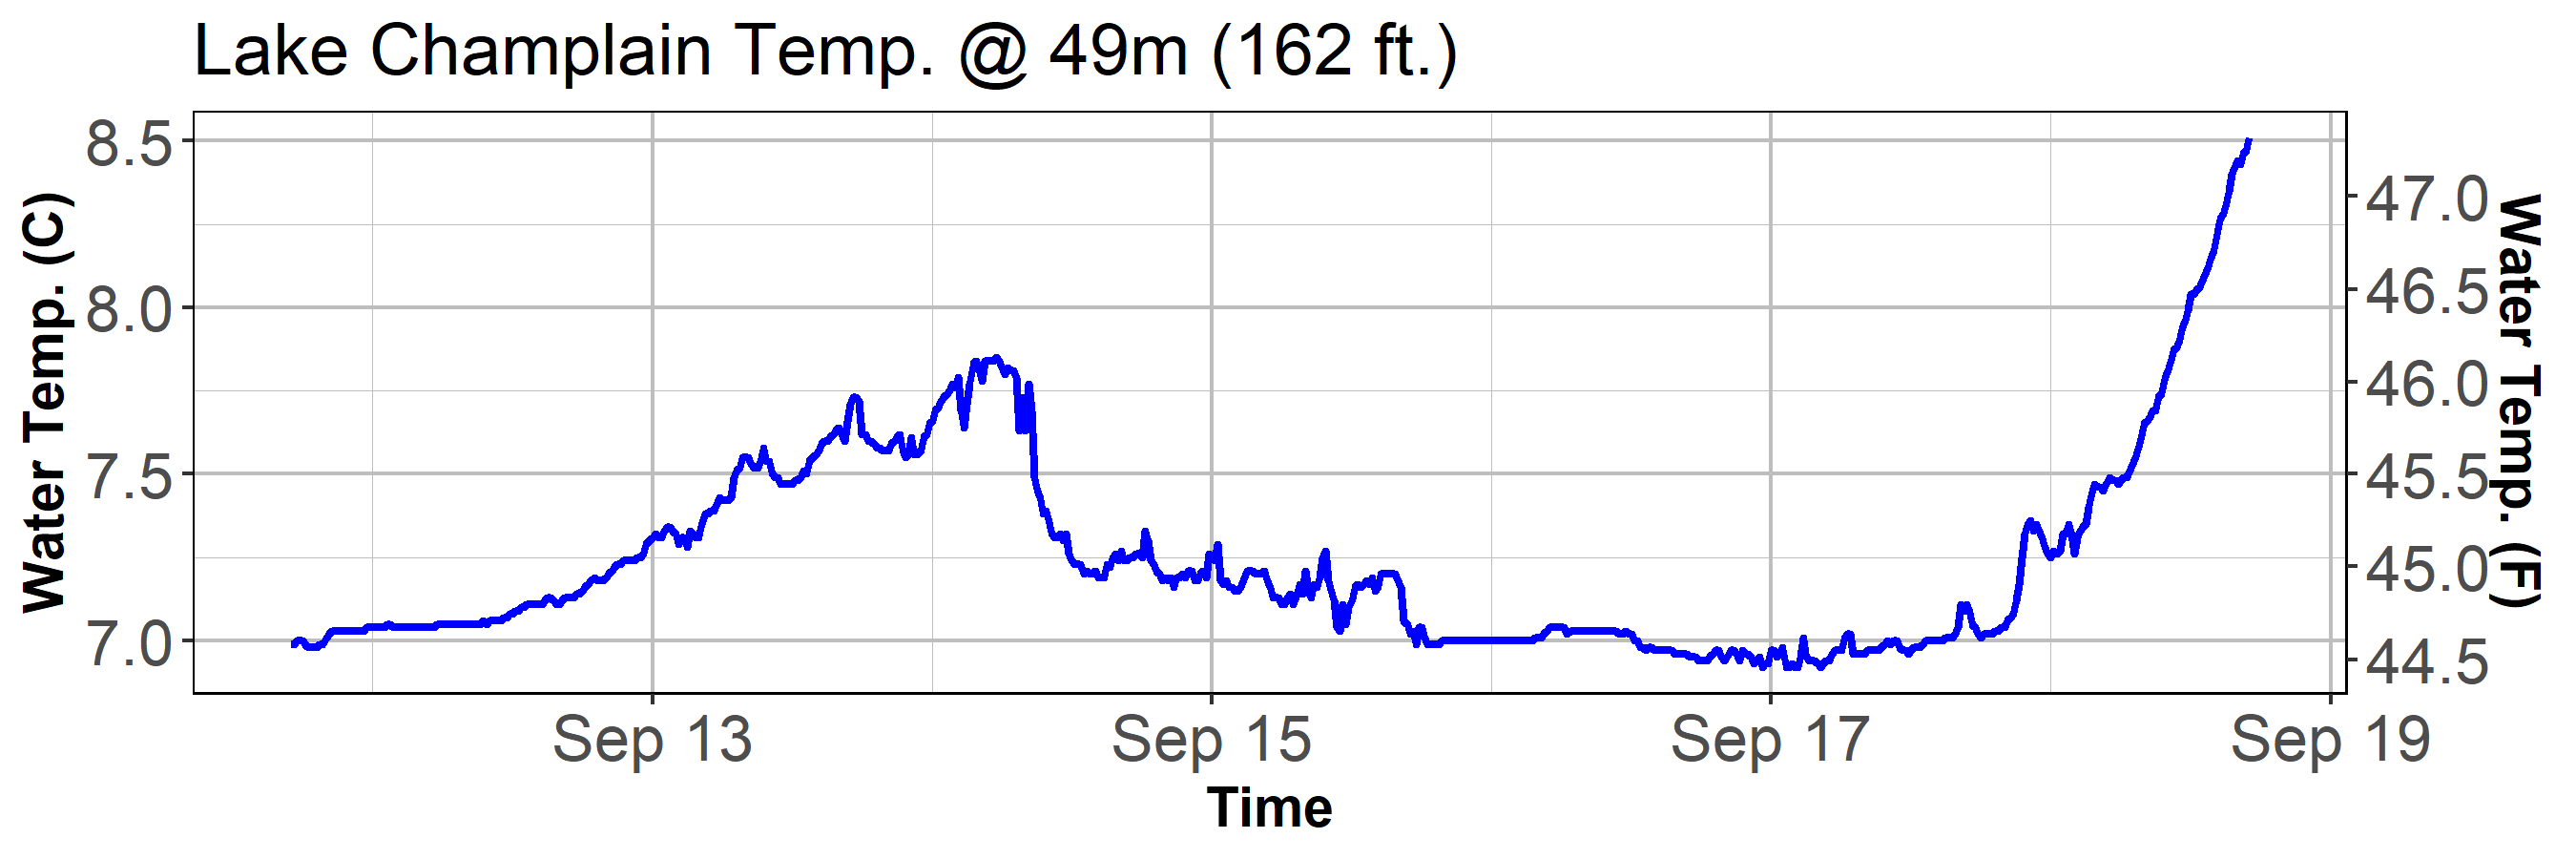 Lake Champlain Temp. @ 49m (162 ft.)
Water Temp. (C)
8.5
8.0
7.5
7.0
47.0
46.5
46.0
45.5
45.0
44.5
Water Temp. (F)
Sep 13
Sep 15
Sep 17
Sep 19
Time